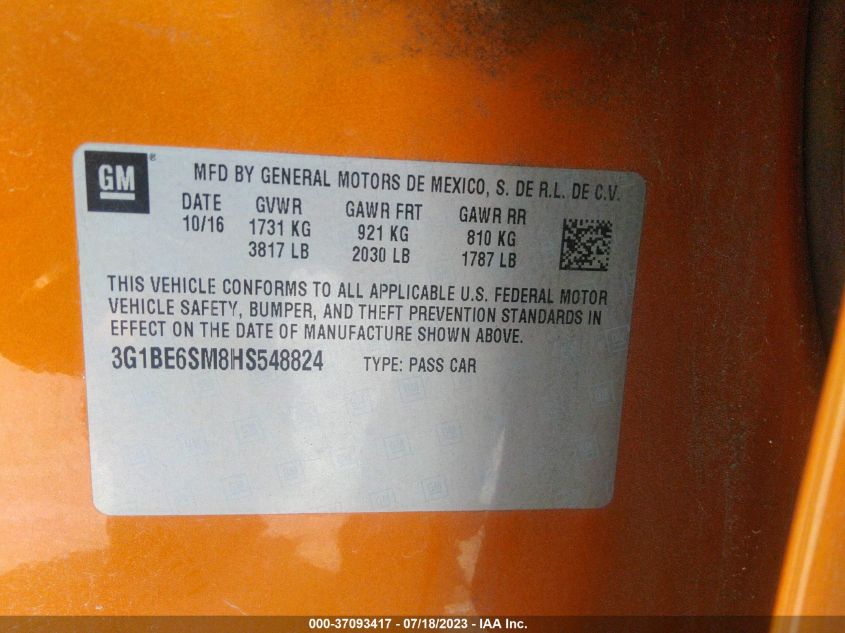 GM ®
MFD BY GENERAL MOTORS DE MEXICO, S. DE R.L. DE C.V.
DATE GVWR GAWR FRT GAWR RR
10/16 1731 KG 921 KG 810 KG
3817 LB 2030 LB 1787 LB
THIS VEHICLE CONFORMS TO ALL APPLICABLE U.S. FEDERAL MOTOR
VEHICLE SAFETY, BUMPER, AND THEFT PREVENTION STANDARDS IN
EFFECT ON THE DATE OF MANUFACTURE SHOWN ABOVE.
3G1BE6SM8HS548824 TYPE: PASS CAR
000-37093417 - 07/18/2023 - IAA Inc.